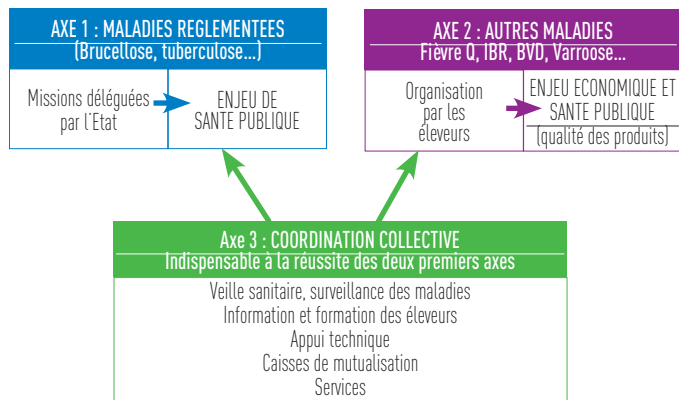 AXE 1 : MALADIES REGLEMENTEES
(Brucellose, tuberculose...)
Missions déléguées
par l'Etat
ENJEU DE
SANTE PUBLIQUE
AXE 2 : AUTRES MALADIES
Fièvre Q, IBR, BVD, Varroose...
Organisation
par les
éleveurs
ENJEU ECONOMIQUE ET
SANTE PUBLIQUE
(qualité des produits)
Axe 3 : COORDINATION COLLECTIVE
Indispensable à la réussite des deux premiers axes
Veille sanitaire, surveillance des maladies
Information et formation des éleveurs
Appui technique
Caisses de mutualisation
Services